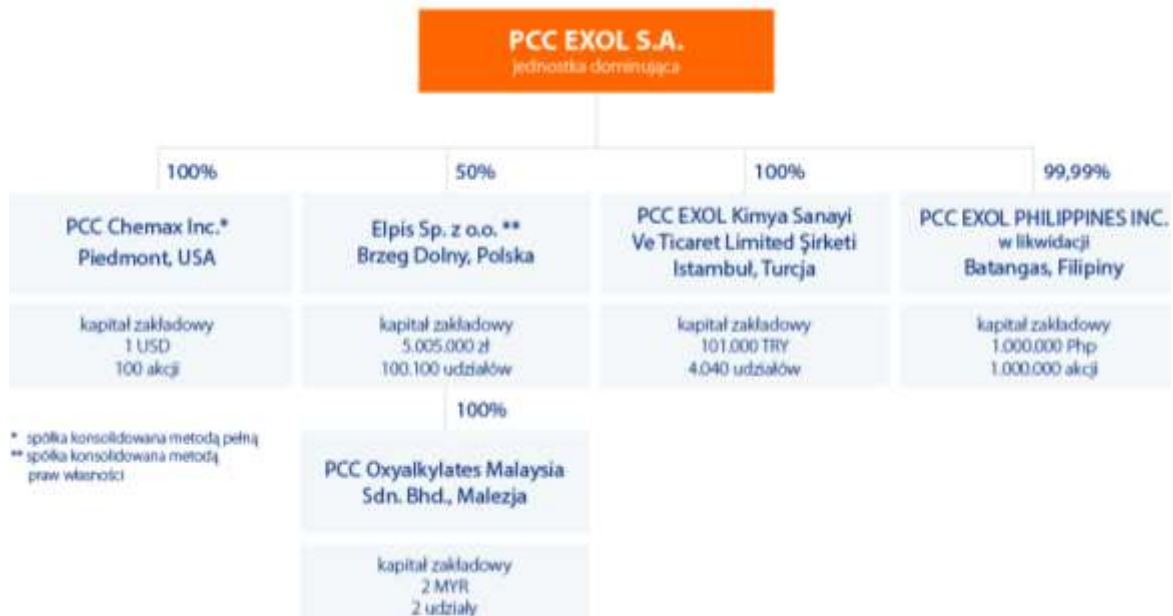 PCC EXOL S.A.
jednostka dominująca
100%
PCC Chemax Inc.*
Piedmont, USA
kapitał zakładowy
1 USD
100 akcji
50%
Elpis Sp. z o.o. **
Brzeg Dolny, Polska
kapitał zakładowy
5.005.000 zł
100.100 udziałów
100%
PCC EXOL Kimya Sanayi
Ve Ticaret Limited Şirketi
Istambuł, Turcja
kapitał zakładowy
101.000 TRY
4.040 udziałów
99,99%
PCC EXOL PHILIPPINES INC.
w likwidacji
Batangas, Filipiny
kapitał zakładowy
1.000.000 Php
1.000.000 akcji
100%
PCC Oxyalkylates Malaysia
Sdn. Bhd., Malezja
kapitał zakładowy
2 MYR
2 udziały
* spółka konsolidowana metodą pełną
** spółka konsolidowana metodą
praw własności